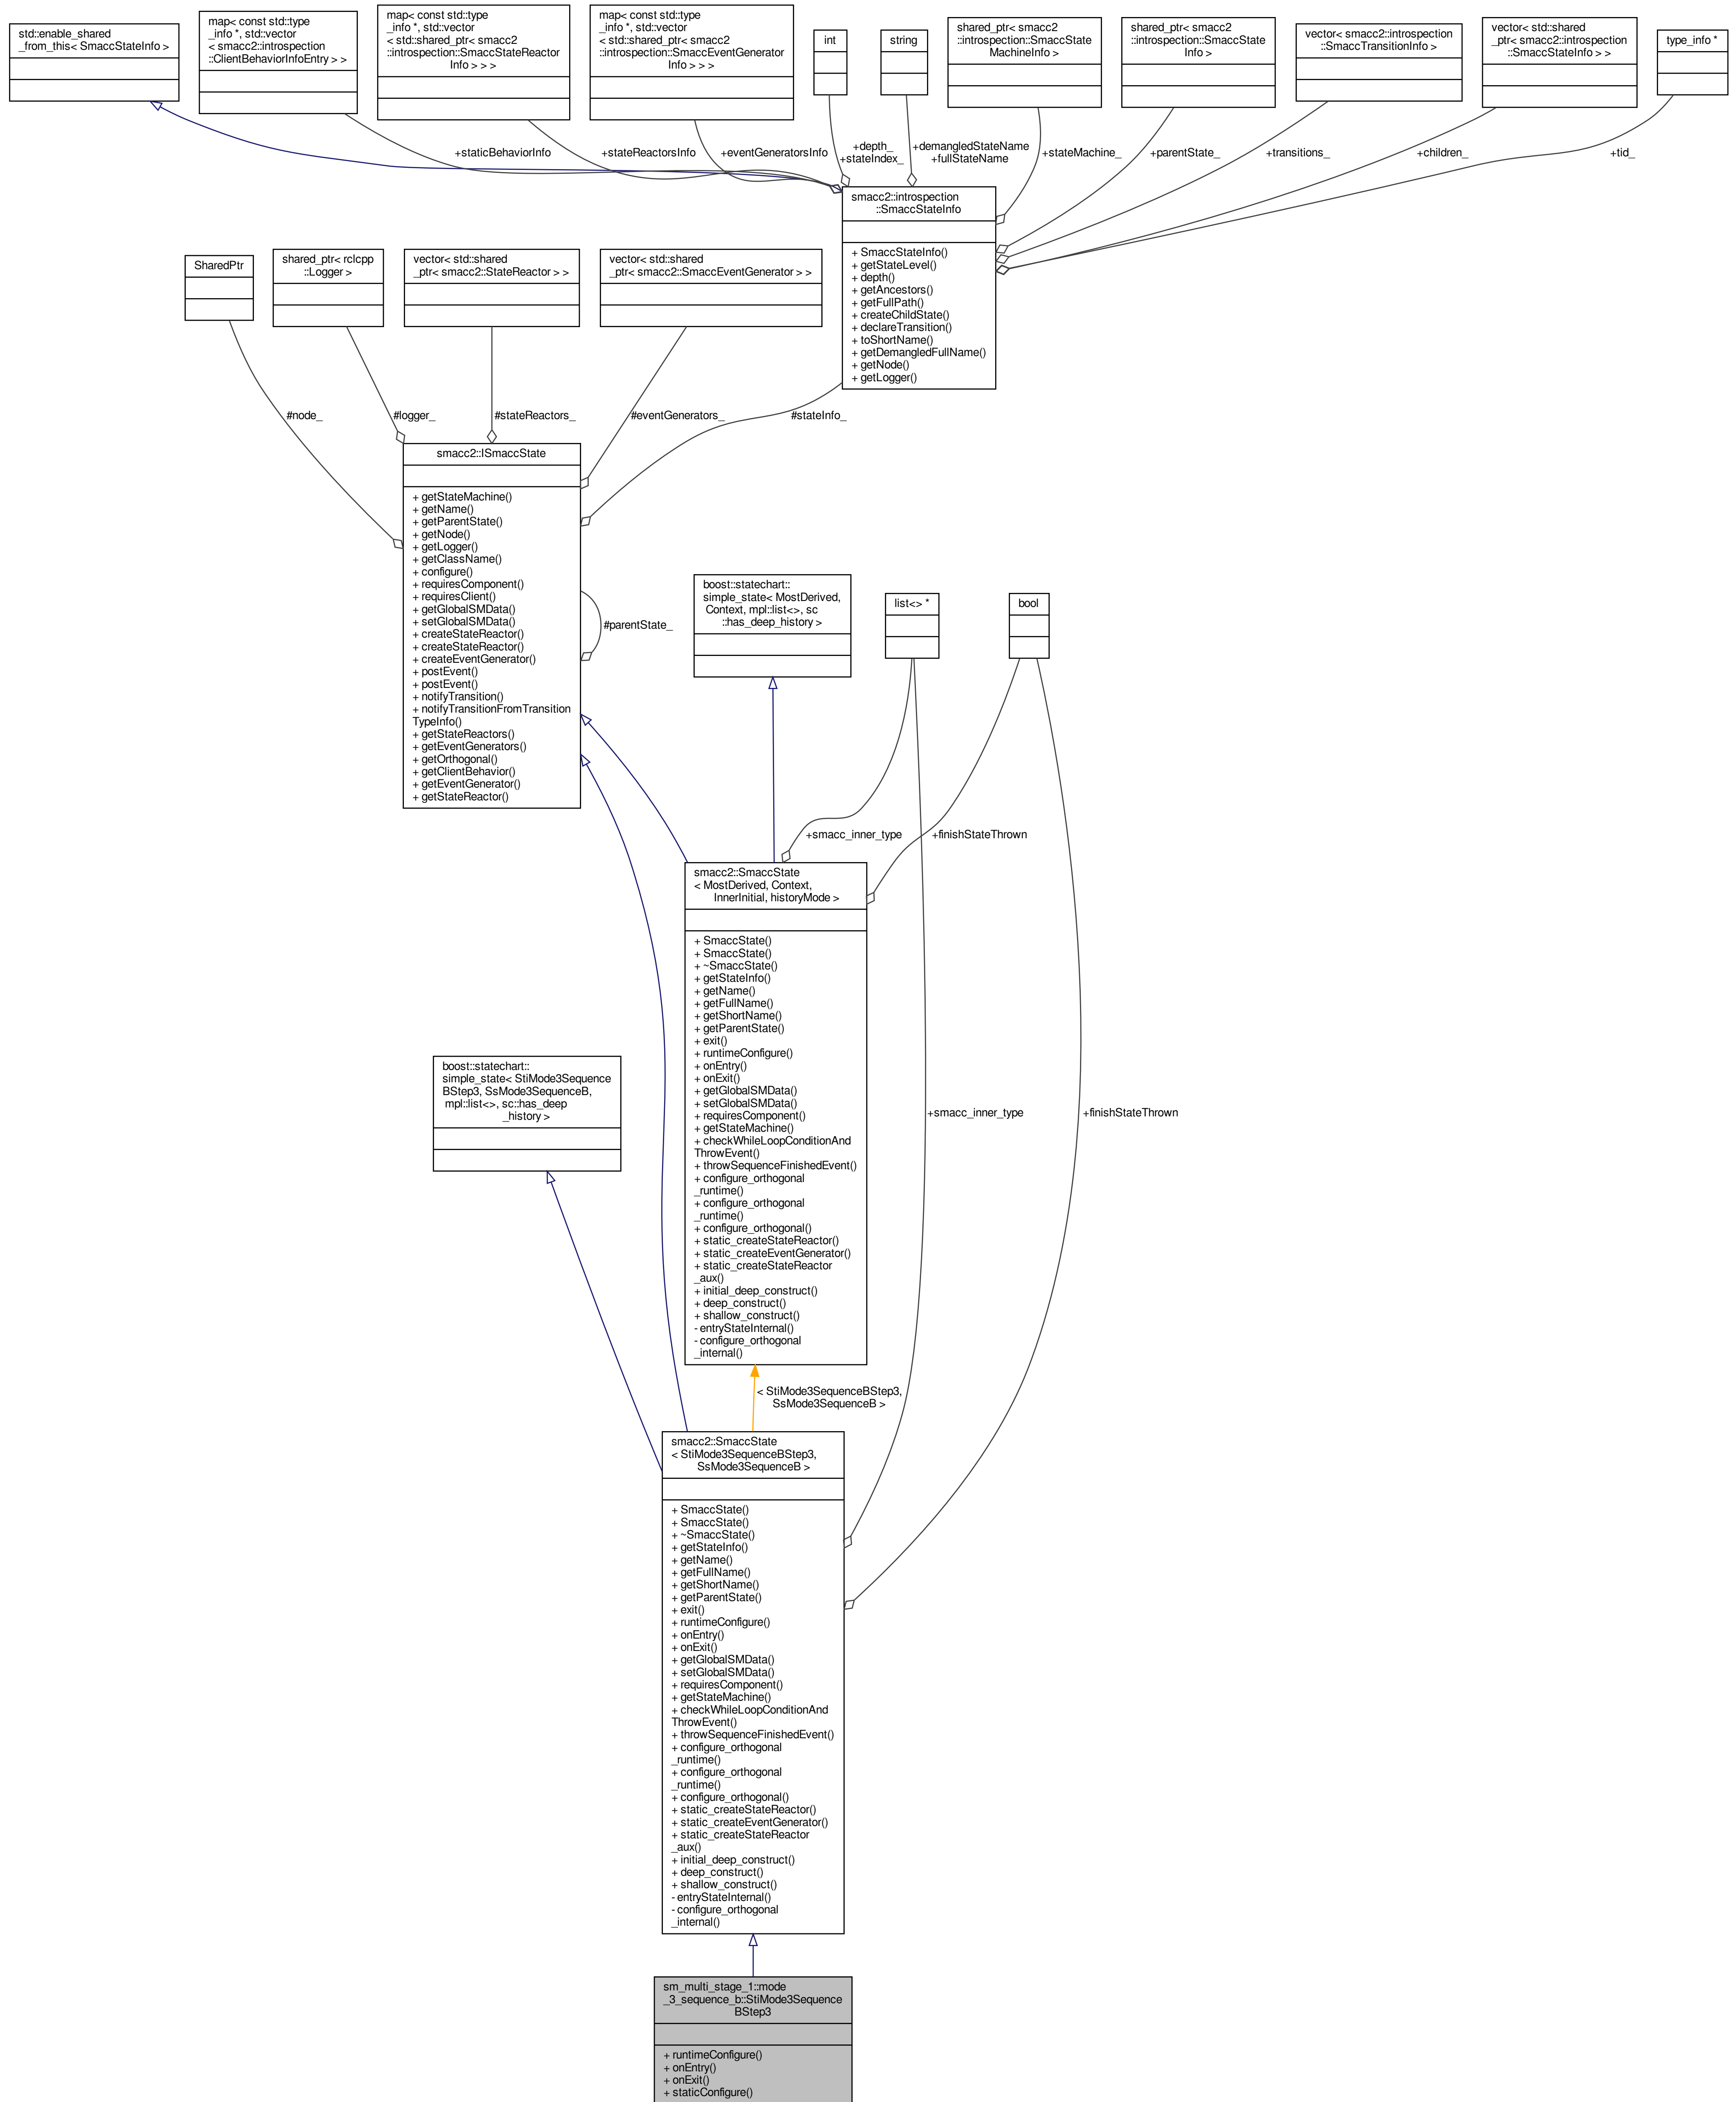 std::enable_shared
_from_this< SmaccStateInfo >
map< const std::type
_info *, std::vector
< smacc2::introspection
::ClientBehaviorInfoEntry > >
map< const std::type
_info *, std::vector
< std::shared_ptr< smacc2
::introspection::SmaccStateReactor
Info > > >
map< const std::type
_info *, std::vector
< std::shared_ptr< smacc2
::introspection::SmaccEventGenerator
Info > > >
int
string
shared_ptr< smacc2
::introspection::SmaccState
MachineInfo >
shared_ptr< smacc2
::introspection::SmaccState
Info >
vector< smacc2::introspection
::SmaccTransitionInfo >
vector< std::shared
_ptr< smacc2::introspection
::SmaccStateInfo > >
type_info *
+staticBehaviorInfo
+stateReactorsInfo
+eventGeneratorsInfo
+depth_
+stateIndex_
+demangledStateName
+fullStateName
+stateMachine_
+parentState_
+transitions_
+children_
+tid_
smacc2::introspection
::SmaccStateInfo
+ SmaccStateInfo()
+ getStateLevel()
+ depth()
+ getAncestors()
+ getFullPath()
+ createChildState()
+ declareTransition()
+ toShortName()
+ getDemangledFullName()
+ getNode()
+ getLogger()
SharedPtr
shared_ptr< rclcpp
::Logger >
vector< std::shared
_ptr< smacc2::StateReactor > >
vector< std::shared
_ptr< smacc2::SmaccEventGenerator > >
#node_
#logger_
#stateReactors_
#eventGenerators_
#stateInfo_
smacc2::ISmaccState
+ getStateMachine()
+ getName()
+ getParentState()
+ getNode()
+ getLogger()
+ getClassName()
+ configure()
+ requiresComponent()
+ requiresClient()
+ getGlobalSMData()
+ setGlobalSMData()
+ createStateReactor()
+ createStateReactor()
+ createEventGenerator()
+ postEvent()
+ postEvent()
+ notifyTransition()
+ notifyTransitionFromTransition
TypeInfo()
+ getStateReactors()
+ getEventGenerators()
+ getOrthogonal()
+ getClientBehavior()
+ getEventGenerator()
+ getStateReactor()
#parentState_
boost::statechart::
simple_state< MostDerived,
Context, mpl::list<>, sc
::has_deep_history >
list<> *
bool
+smacc_inner_type
+finishStateThrown
smacc2::SmaccState
< MostDerived, Context,
InnerInitial, historyMode >
+ SmaccState()
+ SmaccState()
+ ~SmaccState()
+ getStateInfo()
+ getName()
+ getFullName()
+ getShortName()
+ getParentState()
+ exit()
+ runtimeConfigure()
+ onEntry()
+ onExit()
+ getGlobalSMData()
+ setGlobalSMData()
+ requiresComponent()
+ getStateMachine()
+ checkWhileLoopConditionAnd
ThrowEvent()
+ throwSequenceFinishedEvent()
+ configure_orthogonal
_runtime()
+ configure_orthogonal
_runtime()
+ configure_orthogonal()
+ static_createStateReactor()
+ static_createEventGenerator()
+ static_createStateReactor
_aux()
+ initial_deep_construct()
+ deep_construct()
+ shallow_construct()
- entryStateInternal()
- configure_orthogonal
_internal()
boost::statechart::
simple_state< StiMode3Sequence
BStep3, SsMode3SequenceB,
mpl::list<>, sc::has_deep
_history >
+smacc_inner_type
+finishStateThrown
< StiMode3SequenceBStep3,
SsMode3SequenceB >
smacc2::SmaccState
< StiMode3SequenceBStep3,
SsMode3SequenceB >
+ SmaccState()
+ SmaccState()
+ ~SmaccState()
+ getStateInfo()
+ getName()
+ getFullName()
+ getShortName()
+ getParentState()
+ exit()
+ runtimeConfigure()
+ onEntry()
+ onExit()
+ getGlobalSMData()
+ setGlobalSMData()
+ requiresComponent()
+ getStateMachine()
+ checkWhileLoopConditionAnd
ThrowEvent()
+ throwSequenceFinishedEvent()
+ configure_orthogonal
_runtime()
+ configure_orthogonal
_runtime()
+ configure_orthogonal()
+ static_createStateReactor()
+ static_createEventGenerator()
+ static_createStateReactor
_aux()
+ initial_deep_construct()
+ deep_construct()
+ shallow_construct()
- entryStateInternal()
- configure_orthogonal
_internal()
sm_multi_stage_1::mode
_3_sequence_b::StiMode3Sequence
BStep3
+ runtimeConfigure()
+ onEntry()
+ onExit()
+ staticConfigure()